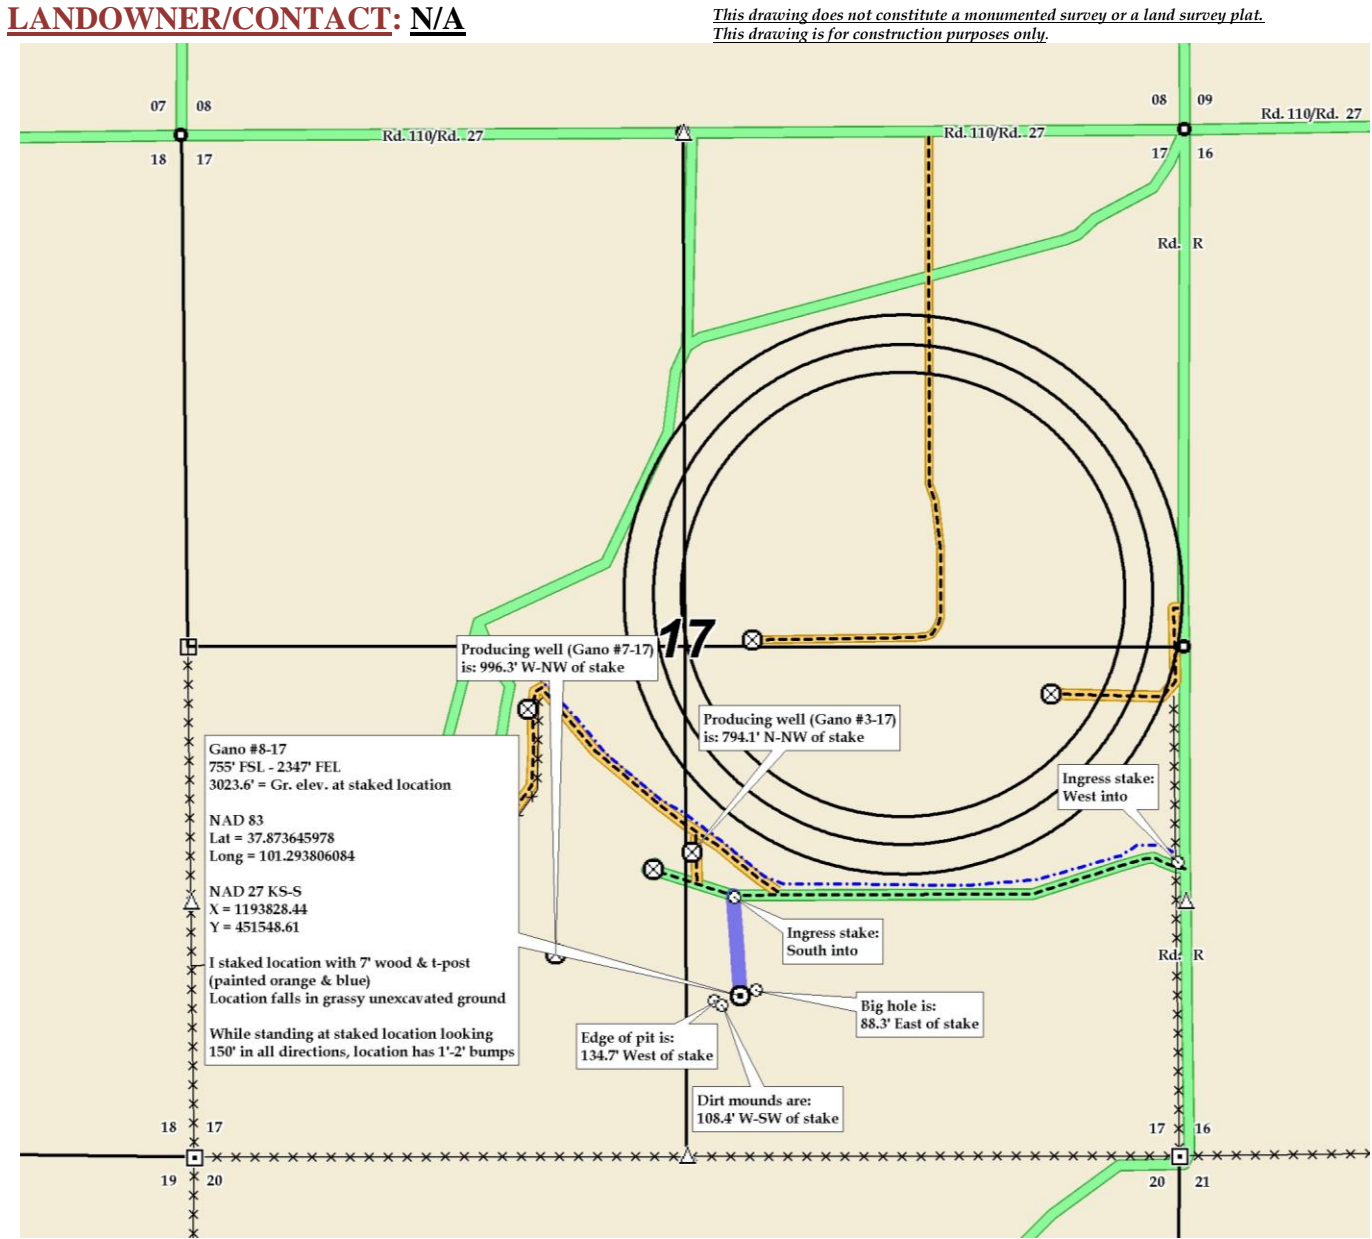 LANDOWNER/CONTACT: N/A
This drawing does not constitute a monumented survey or a land survey plat.
This drawing is for construction purposes only.
07 08
08 09
Rd. 110/Rd. 27
Rd. 110/Rd. 27
Rd. 110/Rd. 27
18 17
17 16
Rd. R
17
Producing well (Gano #7-17)
is: 996.3' W-NW of stake
Producing well (Gano #3-17)
is: 794.1' N-NW of stake
Ingress stake:
West into
Gano #8-17
755' FSL - 2347' FEL
3023.6' = Gr. elev. at staked location
NAD 83
Lat = 37.873645978
Long = 101.293806084
NAD 27 KS-S
X = 1193828.44
Y = 451548.61
I staked location with 7' wood & t-post
(painted orange & blue)
Location falls in grassy unexcavated ground
While standing at staked location looking
150' in all directions, location has 1'-2' bumps
Ingress stake:
South into
Rd. R
Big hole is:
88.3' East of stake
Edge of pit is:
134.7' West of stake
Dirt mounds are:
108.4' W-SW of stake
18 17
17 16
19 20
20 21